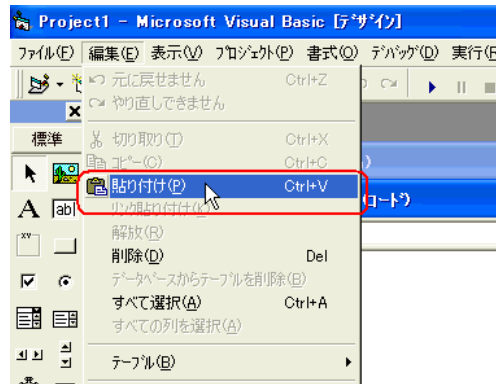 Project1 - Microsoft Visual Basic [ﾃﾞｻﾞｲﾝ]
ﾌｧｲﾙ(F) 編集(E) 表示(V) ﾌﾟﾛｼﾞｪｸﾄ(P) 書式(O) ﾃﾞﾊﾞｯｸﾞ(D) 実行(
元に戻せません Ctrl+Z
やり直しできません
標準
切り取り(T) Ctrl+X
ｺﾋﾟｰ(C) Ctrl+C
)
貼り付け(P) Ctrl+V
ｺｰﾄﾞ)
A ab|
ﾘﾝｸ貼り付け(K)
解放(R)
xv
削除(D) Del
ﾃﾞｰﾀﾍﾞｰｽからﾃｰﾌﾞﾙを削除(B)
すべて選択(A) Ctrl+A
すべての列を選択(A)
ﾃｰﾌﾞﾙ(B)